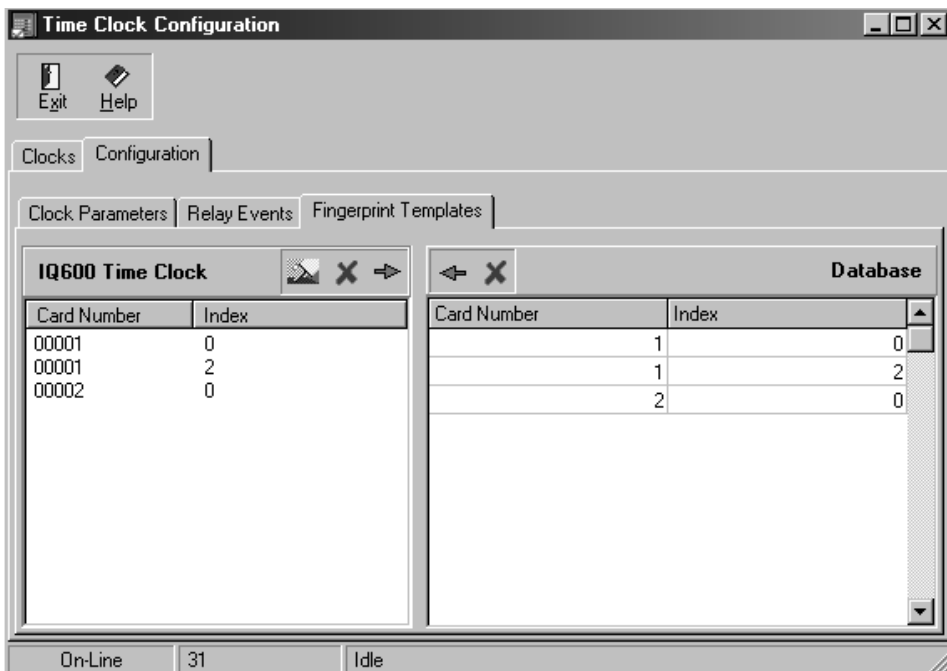 Time Clock Configuration
Exit Help
Clocks Configuration
Clock Parameters Relay Events Fingerprint Templates
IQ600 Time Clock
Card Number Index
00001 0
00001 2
00002 0
Database
Card Number Index
1 0
1 2
2 0
On-Line 31 Idle